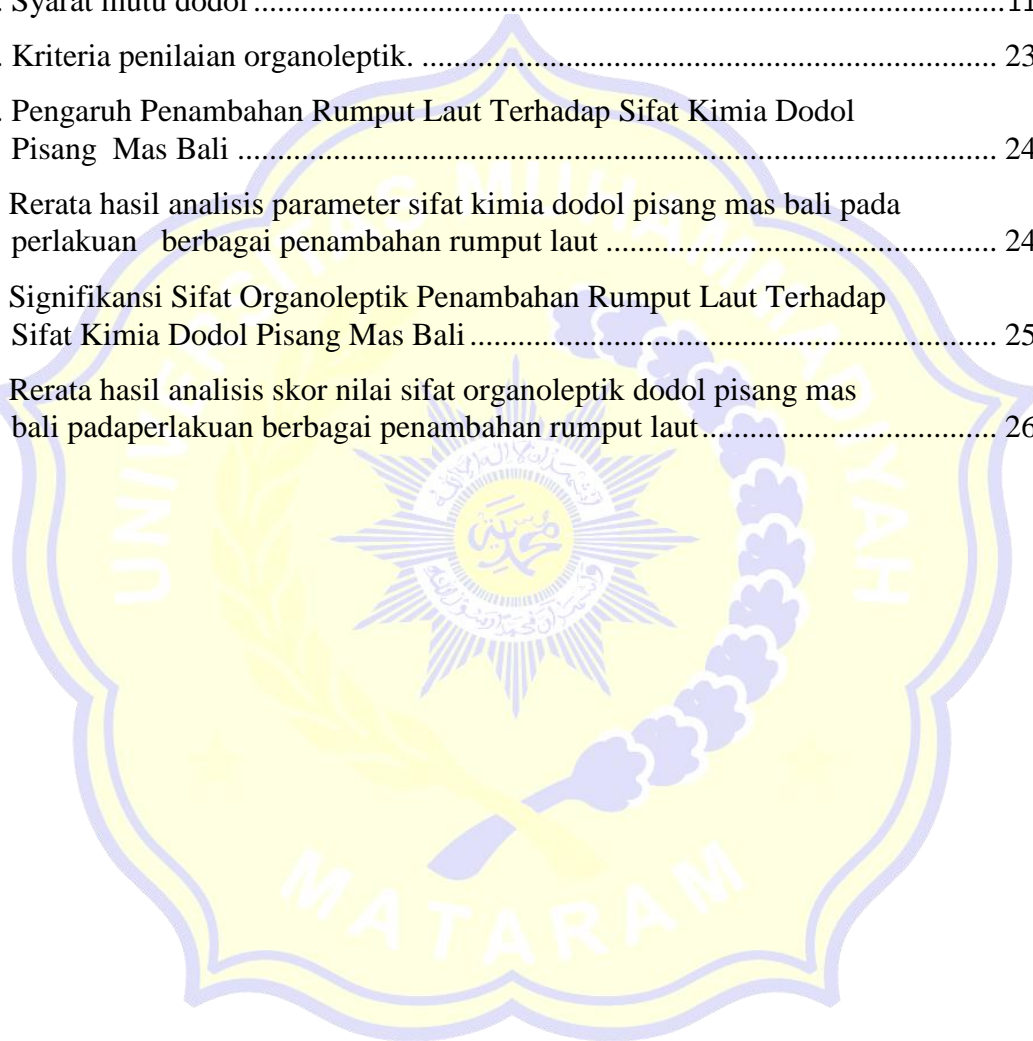 . Syarat mutu dodol ............................................................................................ 11
. Kriteria penilaian organoleptik. ...................................................................... 23
. Pengaruh Penambahan Rumput Laut Terhadap Sifat Kimia Dodol
Pisang Mas Bali ............................................................................................ 24
Rerata hasil analisis parameter sifat kimia dodol pisang mas bali pada
perlakuan berbagai penambahan rumput laut ............................................... 24
Signifikansi Sifat Organoleptik Penambahan Rumput Laut Terhadap
Sifat Kimia Dodol Pisang Mas Bali ................................................................ 25
Rerata hasil analisis skor nilai sifat organoleptik dodol pisang mas
bali padaperlakuan berbagai penambahan rumput laut .................................... 26
UNIVERSITAS MUHAMMADIYAH
MATARAM